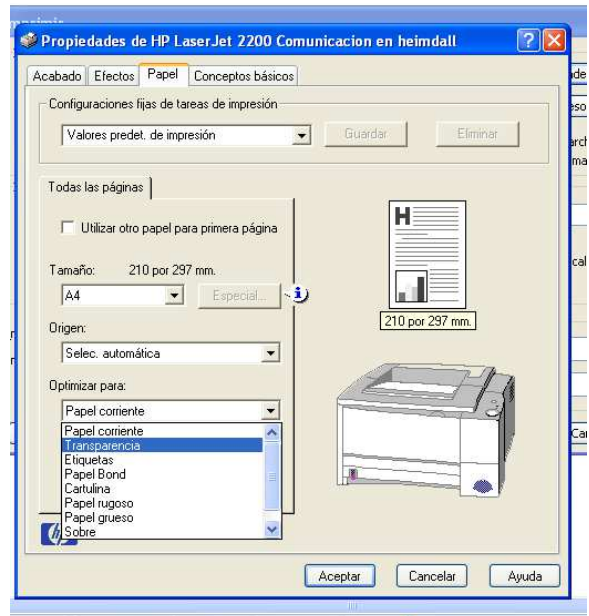 Propiedades de HP LaserJet 2200 Comunicacion en heimdall
Acabado Efectos Papel Conceptos básicos
Configuraciones fijas de tareas de impresión
Valores predet. de impresión Guardar Eliminar
Todas las páginas
Utilizar otro papel para primera página
Tamaño: 210 por 297 mm.
A4 Especial...
210 por 297 mm.
Origen:
Selec. automática
Optimizar para:
Papel corriente
Papel corriente
Transparencia
Etiquetas
Papel Bond
Cartulina
Papel rugoso
Papel grueso
Sobre
hp
Aceptar Cancelar Ayuda